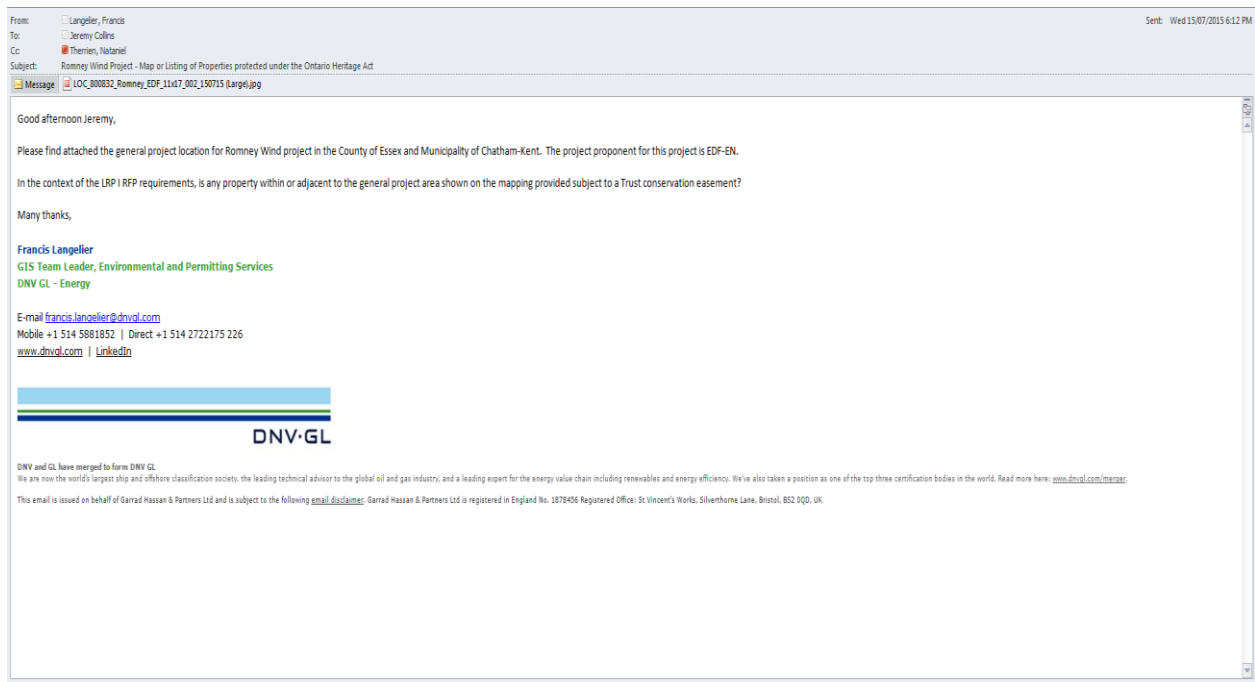 From: Langelier, Francis
Sent: Wed 15/07/2015 6:12 PM
To: Jeremy Collins
Cc: Therrien, Nataniel
Subject: Romney Wind Project - Map or Listing of Properties protected under the Ontario Heritage Act
Message LOC_800832_Romney_EDF_11x17_002_150715 (Large).jpg
Good afternoon Jeremy,
Please find attached the general project location for Romney Wind project in the County of Essex and Municipality of Chatham-Kent. The project proponent for this project is EDF-EN.
In the context of the LRP I RFP requirements, is any property within or adjacent to the general project area shown on the mapping provided subject to a Trust conservation easement?
Many thanks,
Francis Langelier
GIS Team Leader, Environmental and Permitting Services
DNV GL - Energy
E-mail francis.langelier@dnvgl.com
Mobile +1 514 5881852 | Direct +1 514 2722175 226
www.dnvgl.com | LinkedIn
DNV·GL
DNV and GL have merged to form DNV GL
We are now the world's largest ship and offshore classification society, the leading technical advisor to the global oil and gas industry, and a leading expert for the energy value chain including renewables and energy efficiency. We've also taken a position as one of the top three certification bodies in the world. Read more here: www.dnvgl.com/merger.
This email is issued on behalf of Garrad Hassan & Partners Ltd and is subject to the following email disclaimer. Garrad Hassan & Partners Ltd is registered in England No. 1878456 Registered Office: St Vincent's Works, Silverthorne Lane, Bristol, BS2 0QD, UK